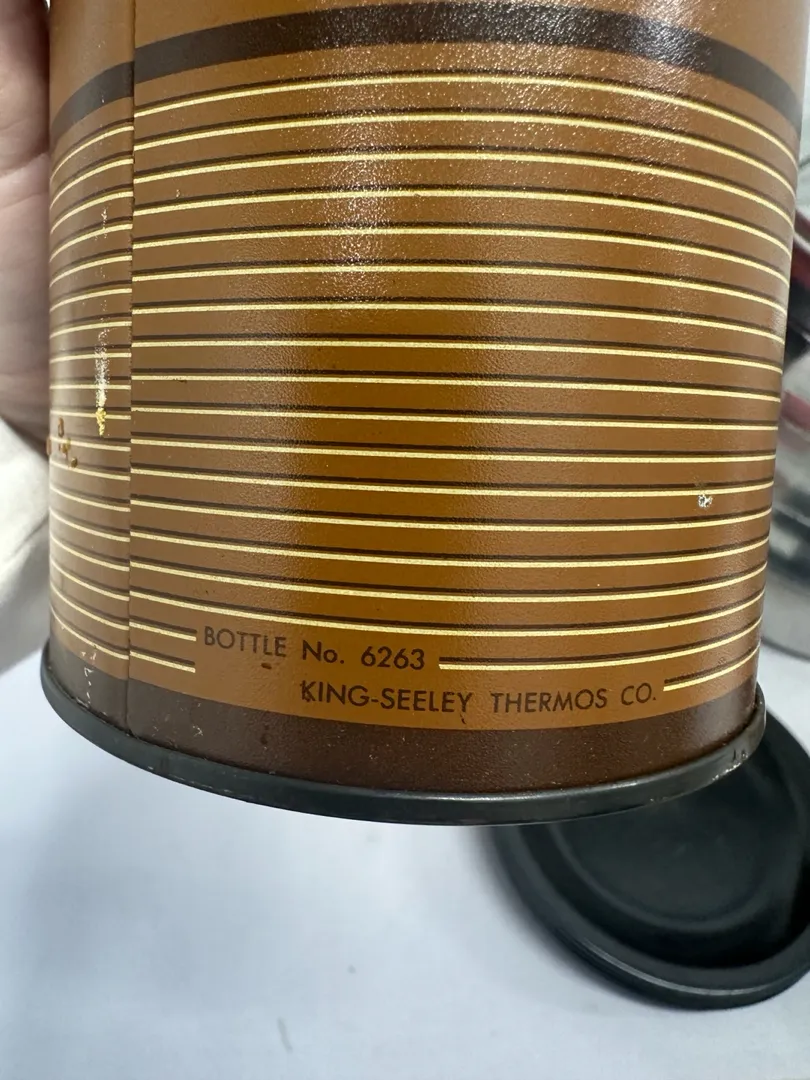 BOTTLE No. 6263
KING-SEELEY THERMOS CO.